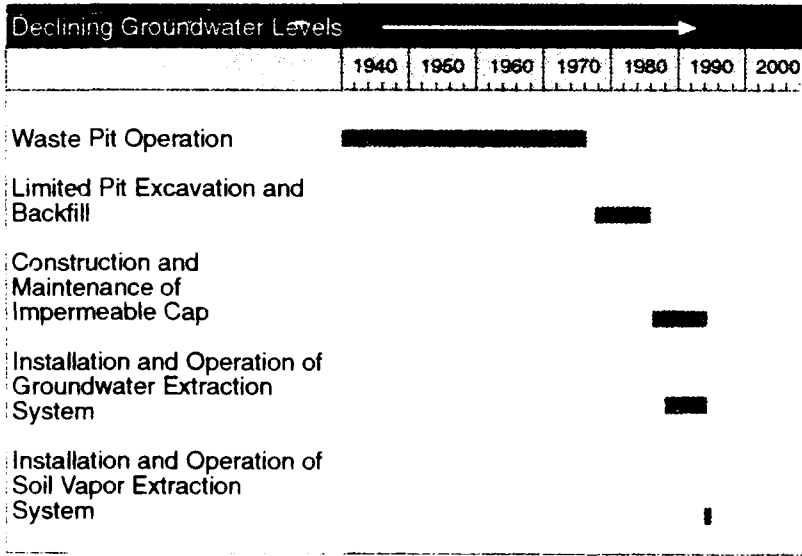 Declining Groundwater Levels
1940 1950 1960 1970 1980 1990 2000
Waste Pit Operation
Limited Pit Excavation and
Backfill
Construction and
Maintenance of
Impermeable Cap
Installation and Operation of
Groundwater Extraction
System
Installation and Operation of
Soil Vapor Extraction
System